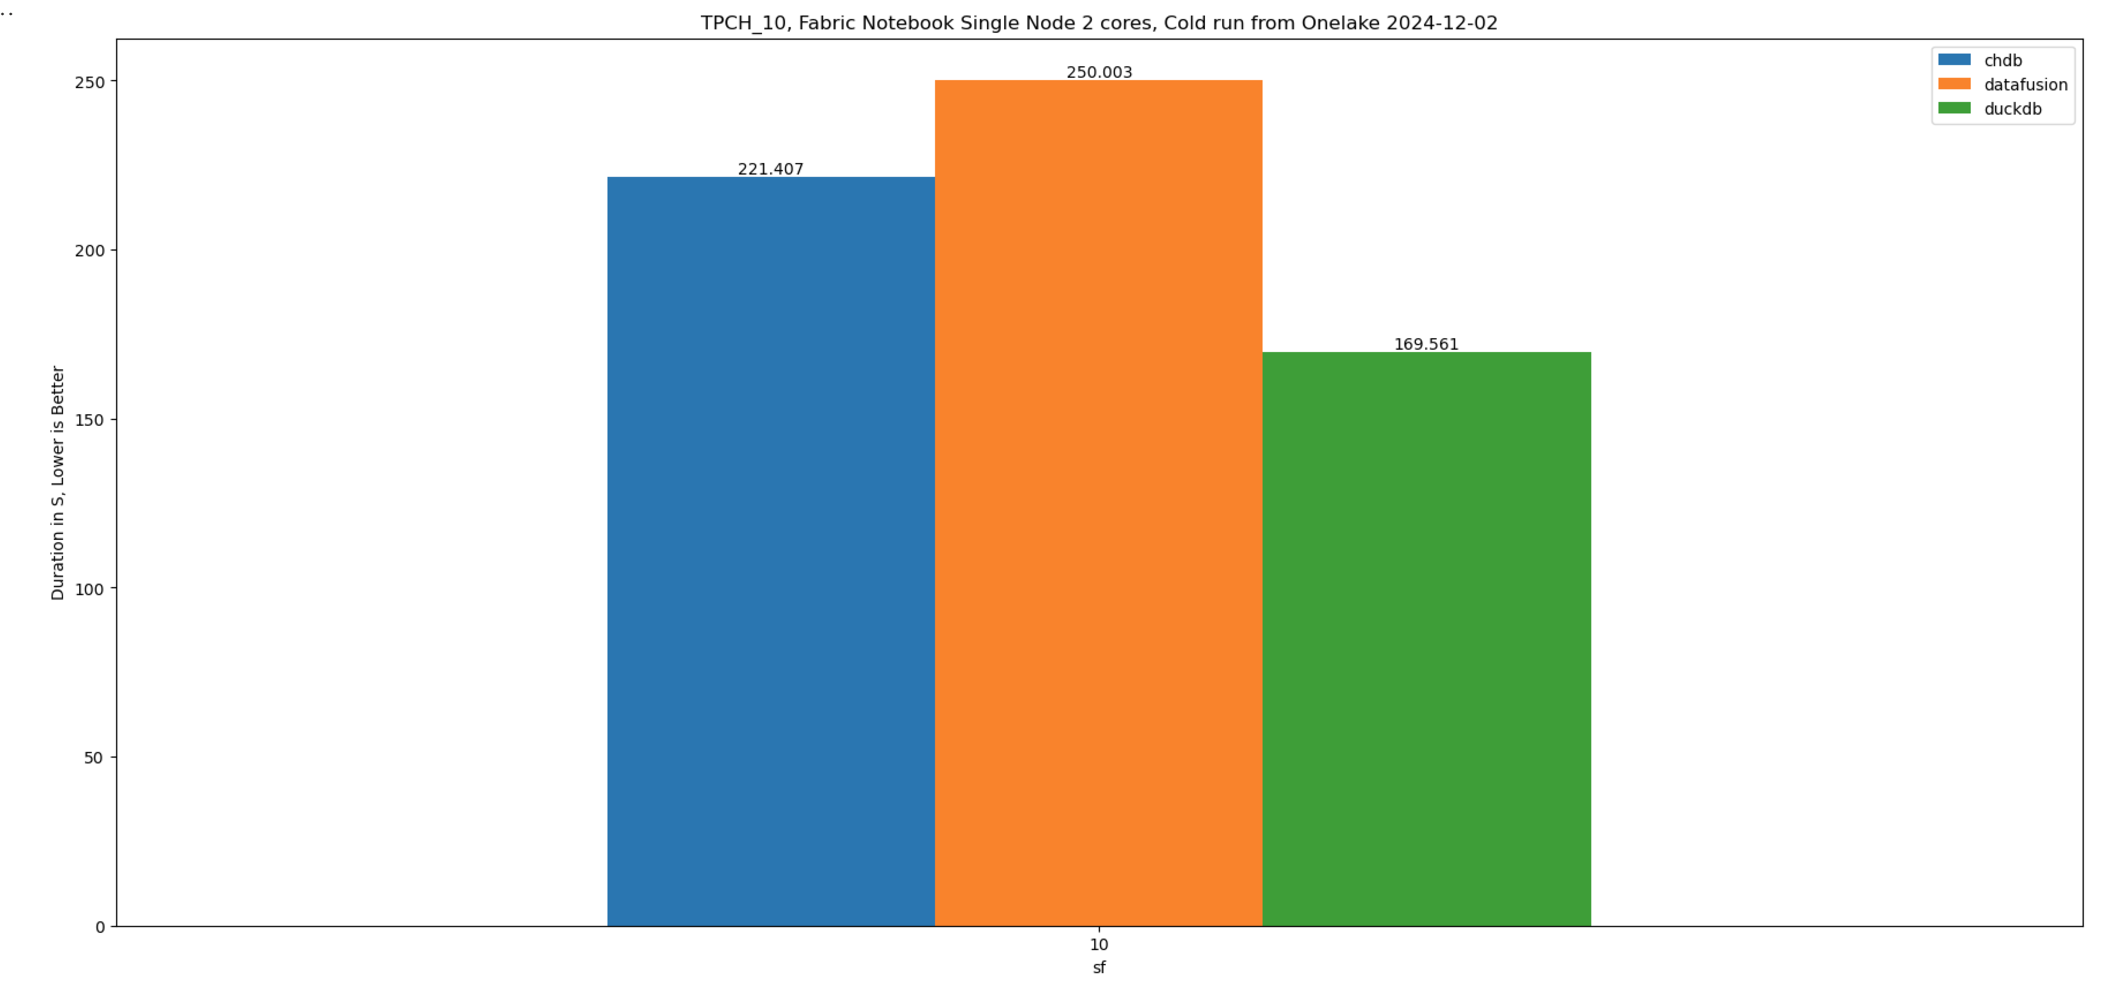 ..
TPCH_10, Fabric Notebook Single Node 2 cores, Cold run from Onelake 2024-12-02
chdb
datafusion
duckdb
250.003
221.407
169.561
Duration in S, Lower is Better
250
200
150
100
50
0
10
sf